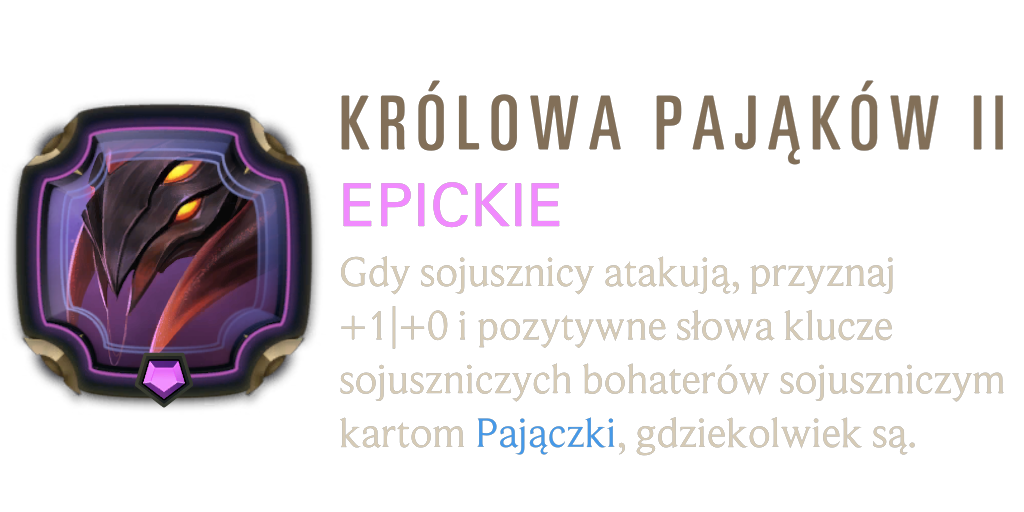 KRÓLOWA PAJĄKÓW II
EPICKIE
Gdy sojusznicy atakują, przyznaj
+1|+0 i pozytywne słowa klucze
sojuszniczych bohaterów sojuszniczym
kartom Pajączki, gdziekolwiek są.